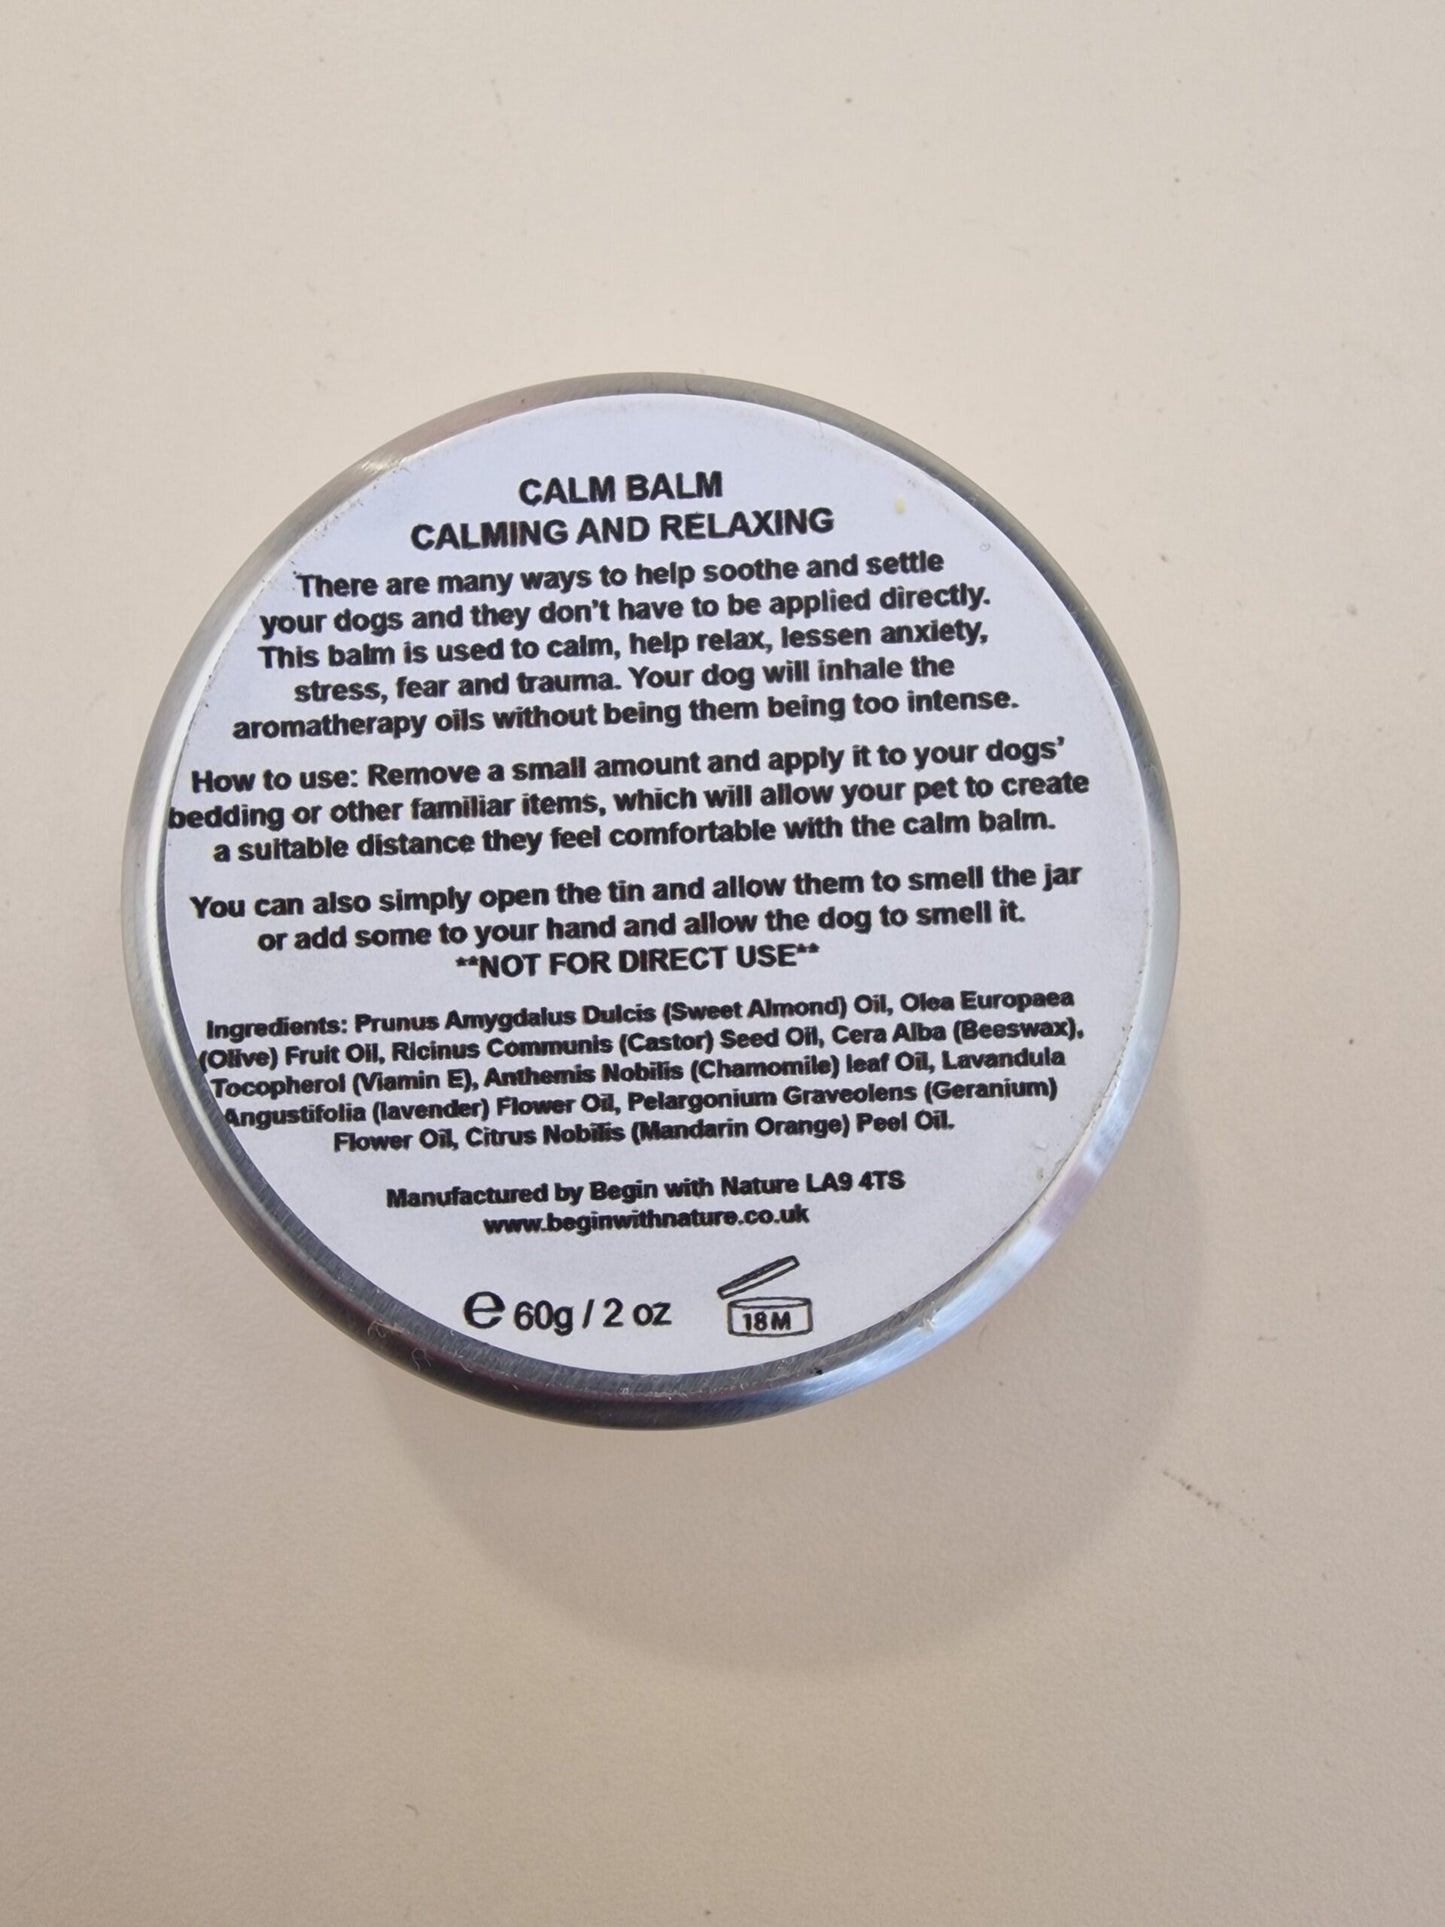 CALM BALM
CALMING AND RELAXING
There are many ways to help soothe and settle
your dogs and they don't have to be applied directly.
This balm is used to calm, help relax, lessen anxiety,
stress, fear and trauma. Your dog will inhale the
aromatherapy oils without being them being too intense.
How to use: Remove a small amount and apply it to your dogs'
bedding or other familiar items, which will allow your pet to create
a suitable distance they feel comfortable with the calm balm.
You can also simply open the tin and allow them to smell the jar
or add some to your hand and allow the dog to smell it.
**NOT FOR DIRECT USE**
Ingredients: Prunus Amygdalus Dulcis (Sweet Almond) Oil, Olea Europaea
(Olive) Fruit Oil, Ricinus Communis (Castor) Seed Oil, Cera Alba (Beeswax),
Tocopherol (Viamin E), Anthemis Nobilis (Chamomile) leaf Oil, Lavandula
Angustifolia (lavender) Flower Oil, Pelargonium Graveolens (Geranium)
Flower Oil, Citrus Nobilis (Mandarin Orange) Peel Oil.
Manufactured by Begin with Nature LA9 4TS
www.beginwithnature.co.uk
℮ 60g / 2 oz 18M